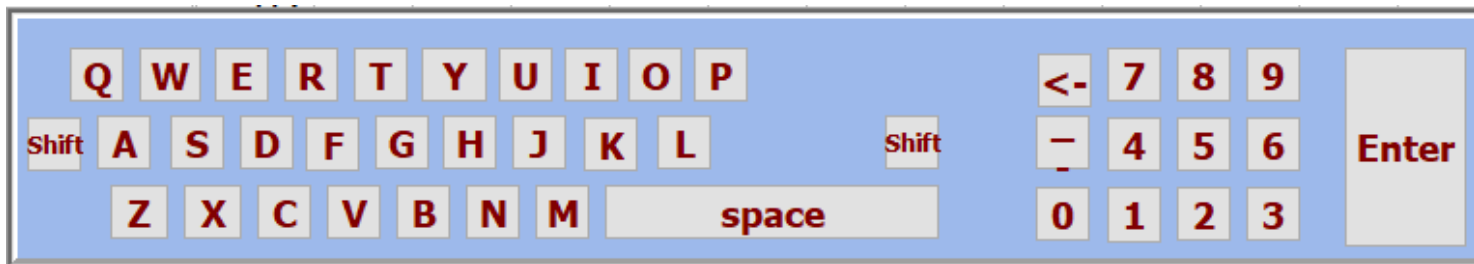 Q W E R T Y U I O P <- 7 8 9
Shift A S D F G H J K L Shift _ - 4 5 6 Enter
Z X C V B N M space 0 1 2 3